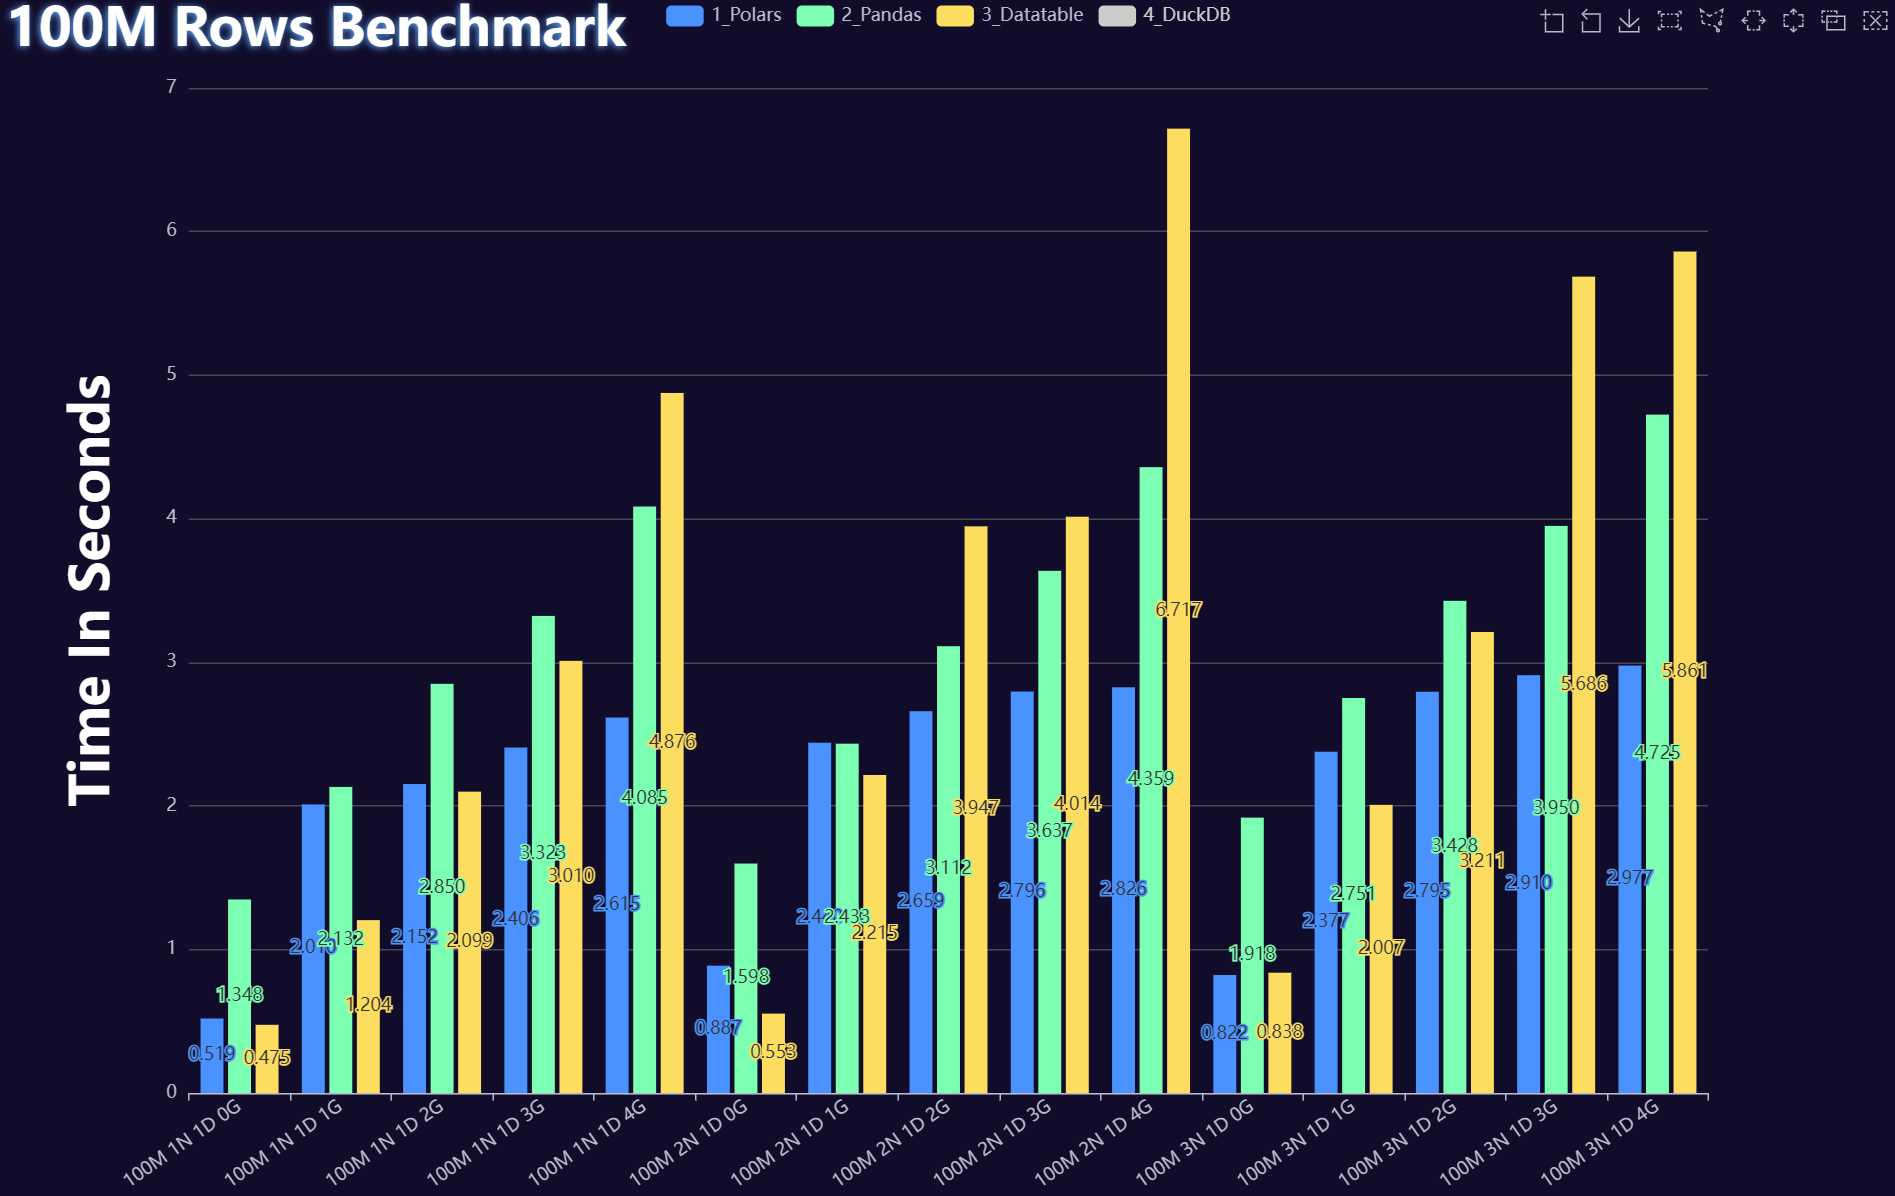 100M Rows Benchmark
1_Polars 2_Pandas 3_Datatable 4_DuckDB
Time In Seconds
7
6
5
4
3
2
1
0
0.519 1.348 0.475
2.010 2.132 1.204
2.152 2.850 2.099
2.406 3.323 3.010
2.615 4.085 4.876
0.887 1.598 0.553
2.433 2.215
2.659 3.112 3.947
2.796 3.637 4.014
2.826 4.359 6.717
0.822 1.918 0.838
2.377 2.751 2.007
2.795 3.428 3.211
2.910 3.950 5.686
2.977 4.725 5.861
100M 1N 1D 0G
100M 1N 1D 1G
100M 1N 1D 2G
100M 1N 1D 3G
100M 1N 1D 4G
100M 2N 1D 0G
100M 2N 1D 1G
100M 2N 1D 2G
100M 2N 1D 3G
100M 2N 1D 4G
100M 3N 1D 0G
100M 3N 1D 1G
100M 3N 1D 2G
100M 3N 1D 3G
100M 3N 1D 4G